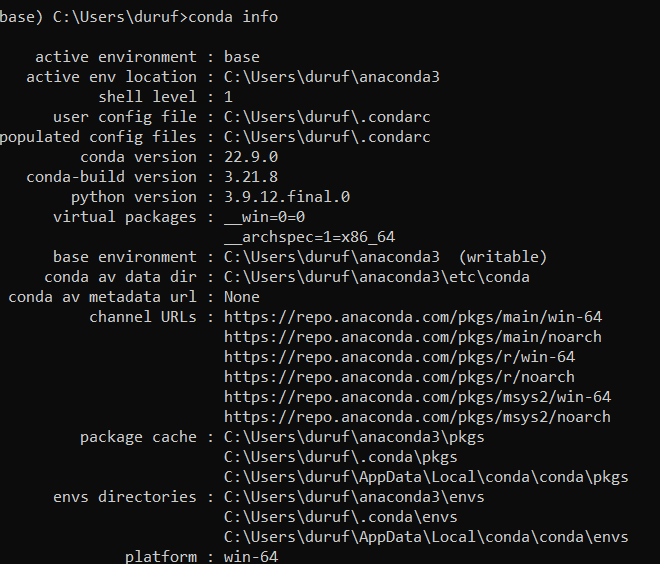 base) C:\Users\duruf>conda info
active environment : base
active env location : C:\Users\duruf\anaconda3
shell level : 1
user config file : C:\Users\duruf\.condarc
populated config files : C:\Users\duruf\.condarc
conda version : 22.9.0
conda-build version : 3.21.8
python version : 3.9.12.final.0
virtual packages : __win=0=0
__archspec=1=x86_64
base environment : C:\Users\duruf\anaconda3  (writable)
conda av data dir : C:\Users\duruf\anaconda3\etc\conda
conda av metadata url : None
channel URLs : https://repo.anaconda.com/pkgs/main/win-64
https://repo.anaconda.com/pkgs/main/noarch
https://repo.anaconda.com/pkgs/r/win-64
https://repo.anaconda.com/pkgs/r/noarch
https://repo.anaconda.com/pkgs/msys2/win-64
https://repo.anaconda.com/pkgs/msys2/noarch
package cache : C:\Users\duruf\anaconda3\pkgs
C:\Users\duruf\.conda\pkgs
C:\Users\duruf\AppData\Local\conda\conda\pkgs
envs directories : C:\Users\duruf\anaconda3\envs
C:\Users\duruf\.conda\envs
C:\Users\duruf\AppData\Local\conda\conda\envs
platform : win-64